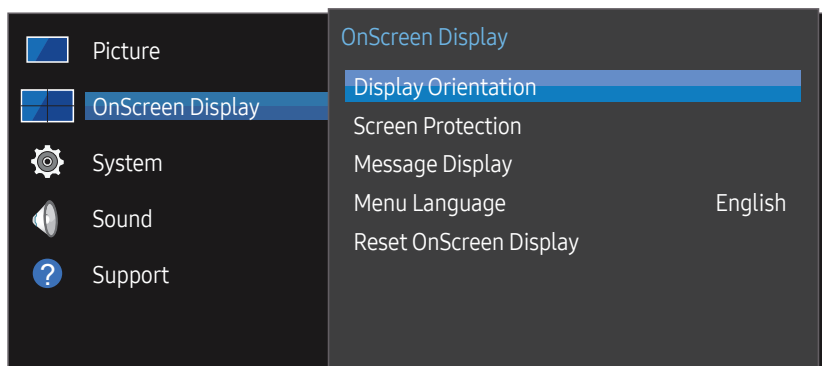 Picture
OnScreen Display
System
Sound
?
Support
OnScreen Display
Display Orientation
Screen Protection
Message Display
Menu Language English
Reset OnScreen Display